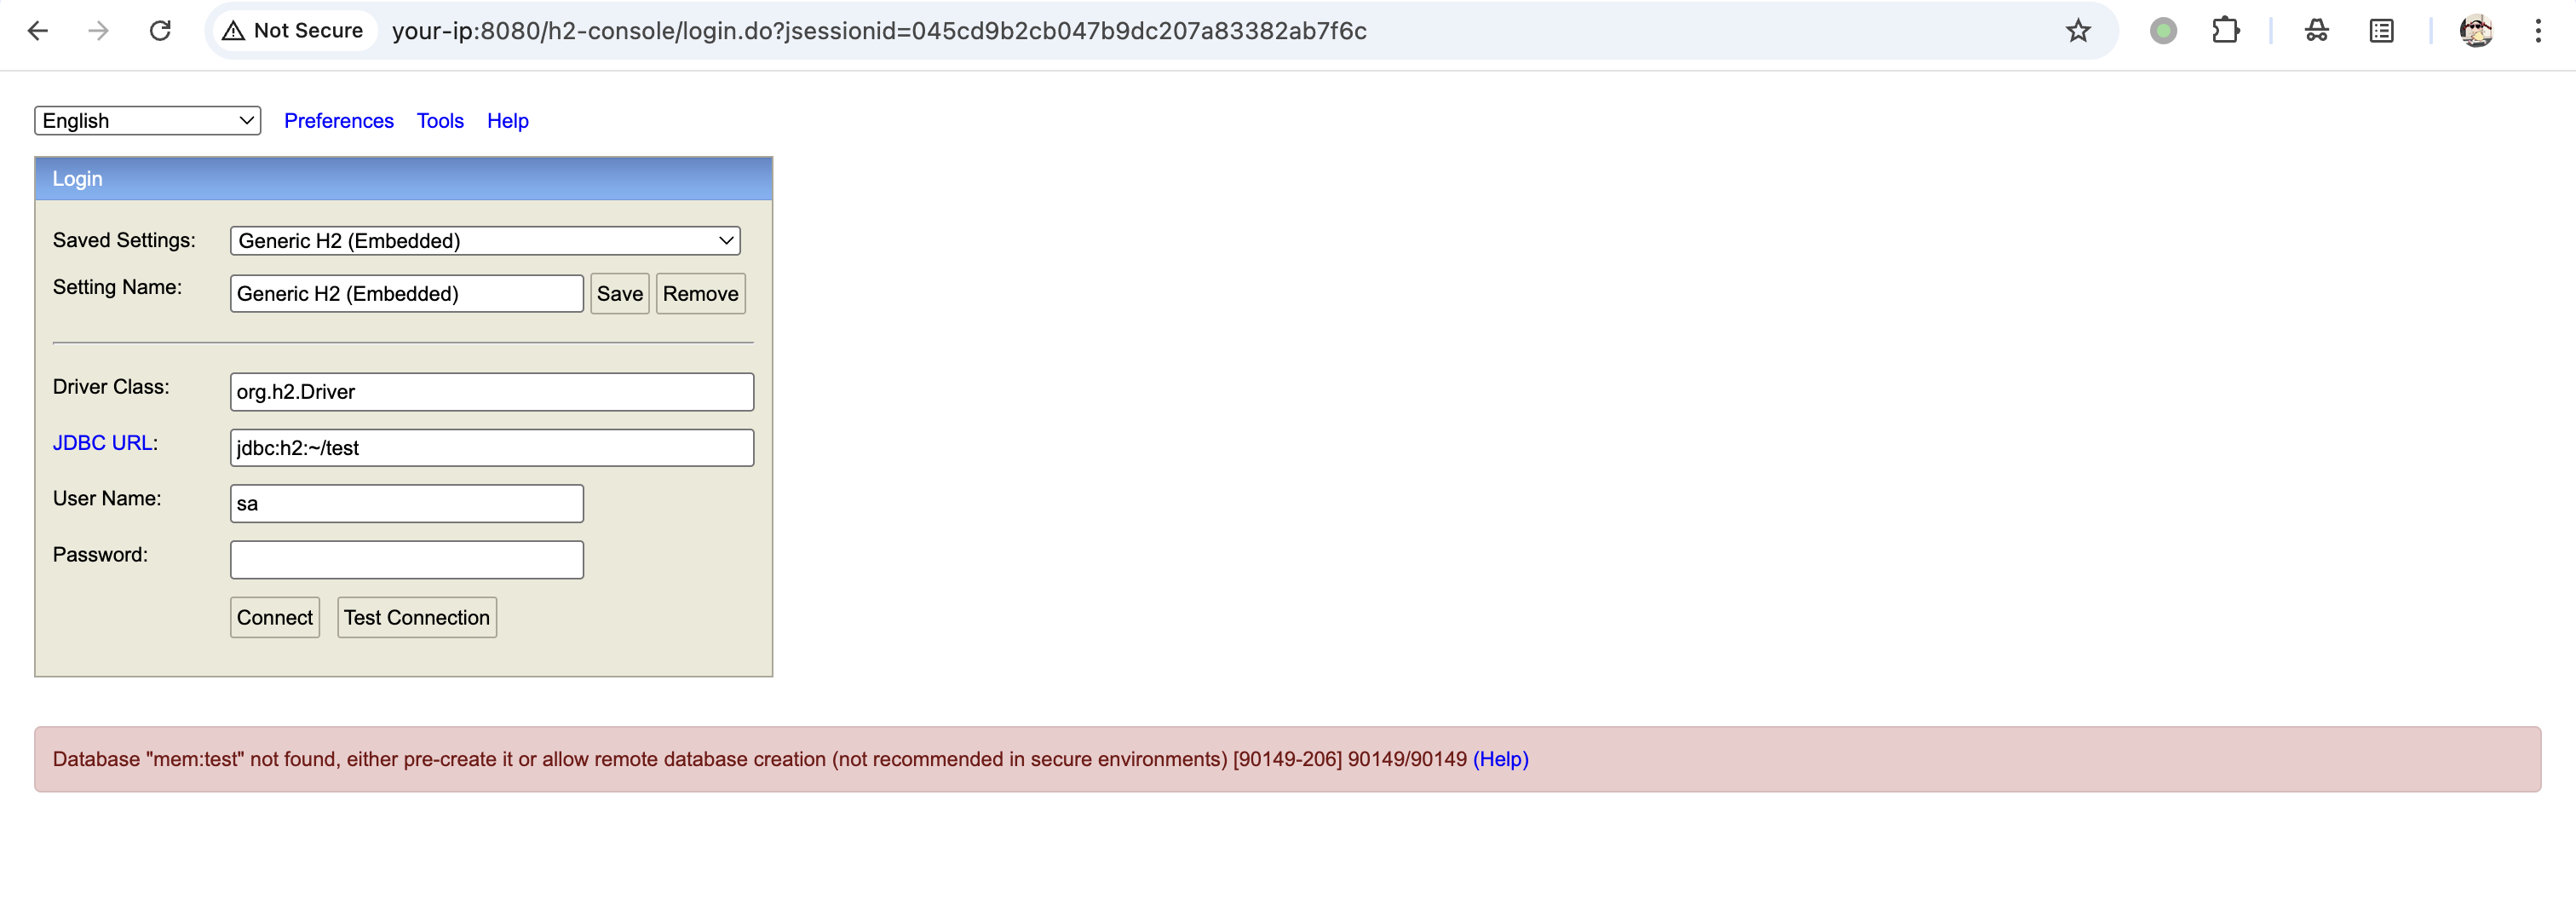 Not Secure your-ip:8080/h2-console/login.do?jsessionid=045cd9b2cb047b9dc207a83382ab7f6c
English Preferences Tools Help
Login
Saved Settings: Generic H2 (Embedded)
Setting Name: Generic H2 (Embedded) Save Remove
Driver Class: org.h2.Driver
JDBC URL: jdbc:h2:~/test
User Name: sa
Password:
Connect Test Connection
Database "mem:test" not found, either pre-create it or allow remote database creation (not recommended in secure environments) [90149-206] 90149/90149 (Help)